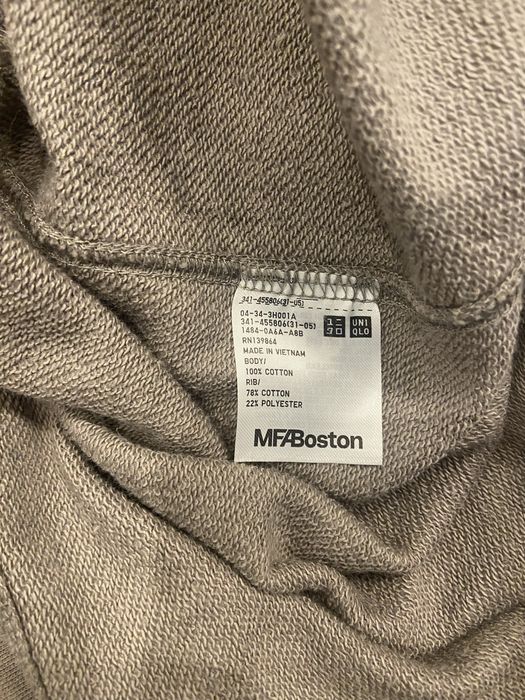 341-455806(31-05)
04-34-3H001A
341-455806(31-05)
1484-0A6A-A8B
ユニ
クロ
UNI
QLO
RN139864
MADE IN VIETNAM
BODY/
100% COTTON
RIB/
78% COTTON
22% POLYESTER
MFABoston